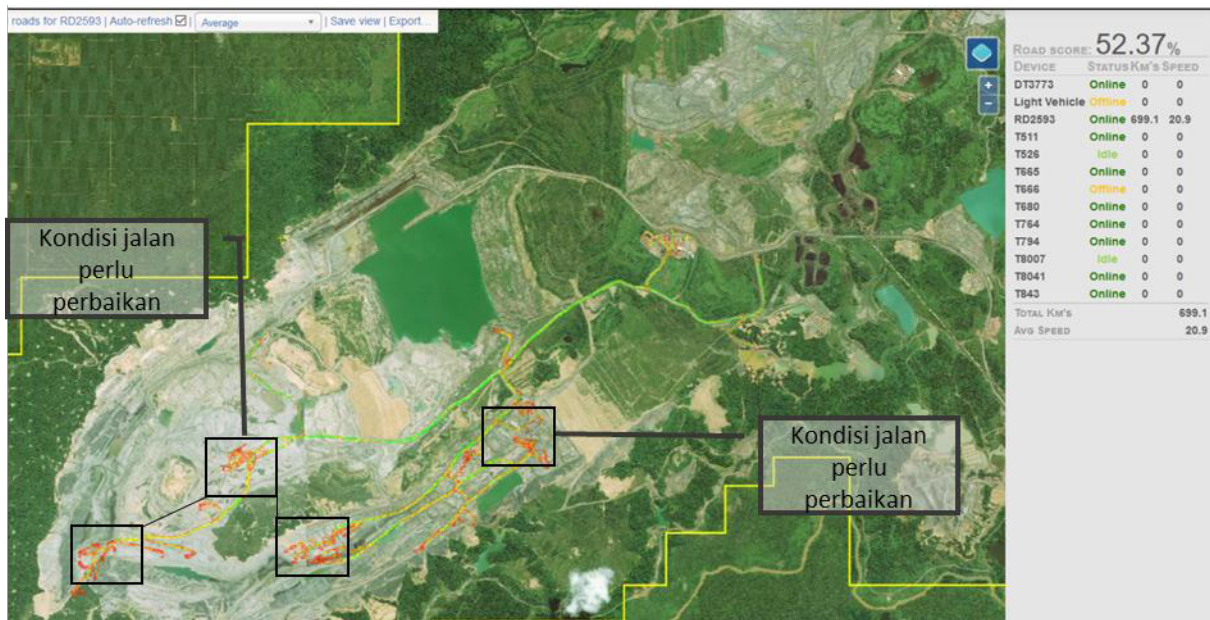 roads for RD2593 | Auto-refresh | Average | Save view | Export...
ROAD SCORE: 52.37%
DEVICE STATUS KM'S SPEED
DT3773 Online 0 0
Light Vehicle Offline 0 0
RD2593 Online 699.1 20.9
T511 Online 0 0
T526 Idle 0 0
T665 Online 0 0
T666 Offline 0 0
T680 Online 0 0
T764 Online 0 0
T794 Online 0 0
T8007 Idle 0 0
T8041 Online 0 0
T843 Online 0 0
TOTAL KM'S 699.1
AVG SPEED 20.9
+
−
Kondisi jalan
perlu
perbaikan
Kondisi jalan
perlu
perbaikan